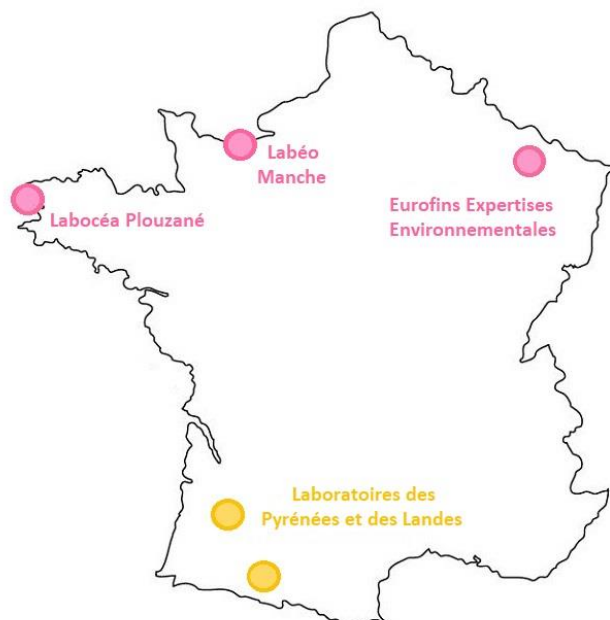 Labéo
Manche
Labocéa Plouzané
Eurofins Expertises
Environnementales
Laboratoires des
Pyrénées et des Landes